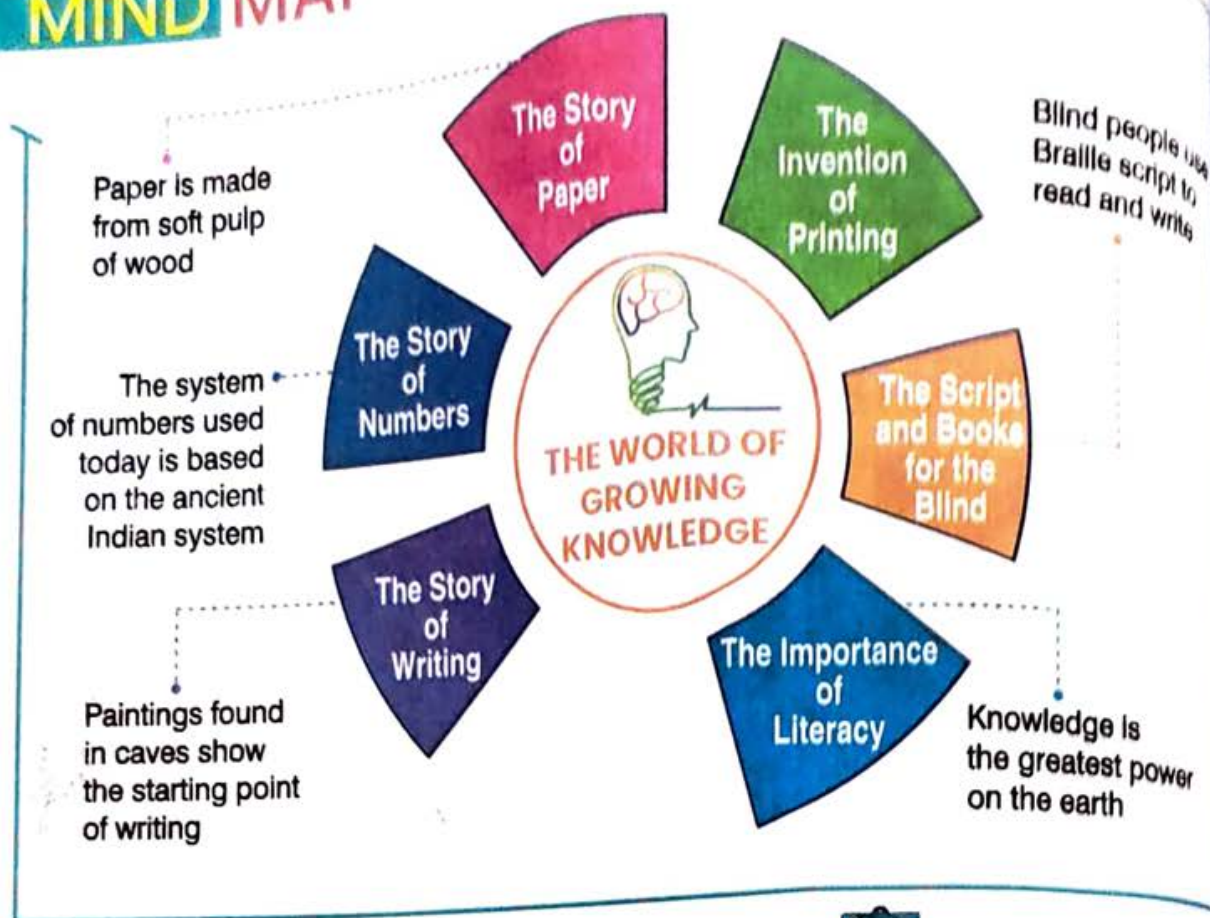 MIND MAP
The Story
of
Paper
The
Invention
of
Printing
Blind people use
Braille script to
read and write
Paper is made
from soft pulp
of wood
The Story
of
Numbers
The system
of numbers used
today is based
on the ancient
Indian system
The Script
and Books
for the
Blind
THE WORLD OF
GROWING
KNOWLEDGE
The Story
of
Writing
The Importance
of
Literacy
Paintings found
in caves show
the starting point
of writing
Knowledge is
the greatest power
on the earth